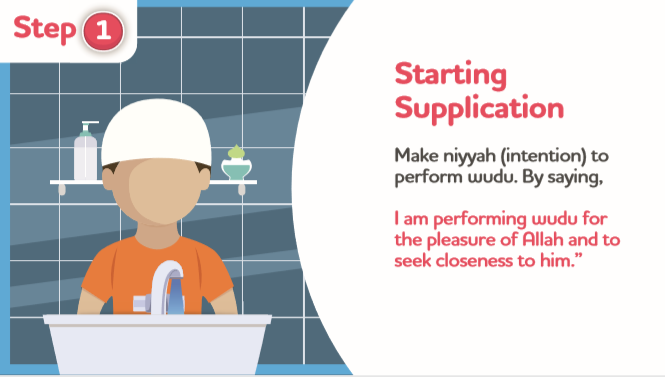 Step 1
Starting
Supplication
Make niyyah (intention) to
perform wudu. By saying,
I am performing wudu for
the pleasure of Allah and to
seek closeness to him.”